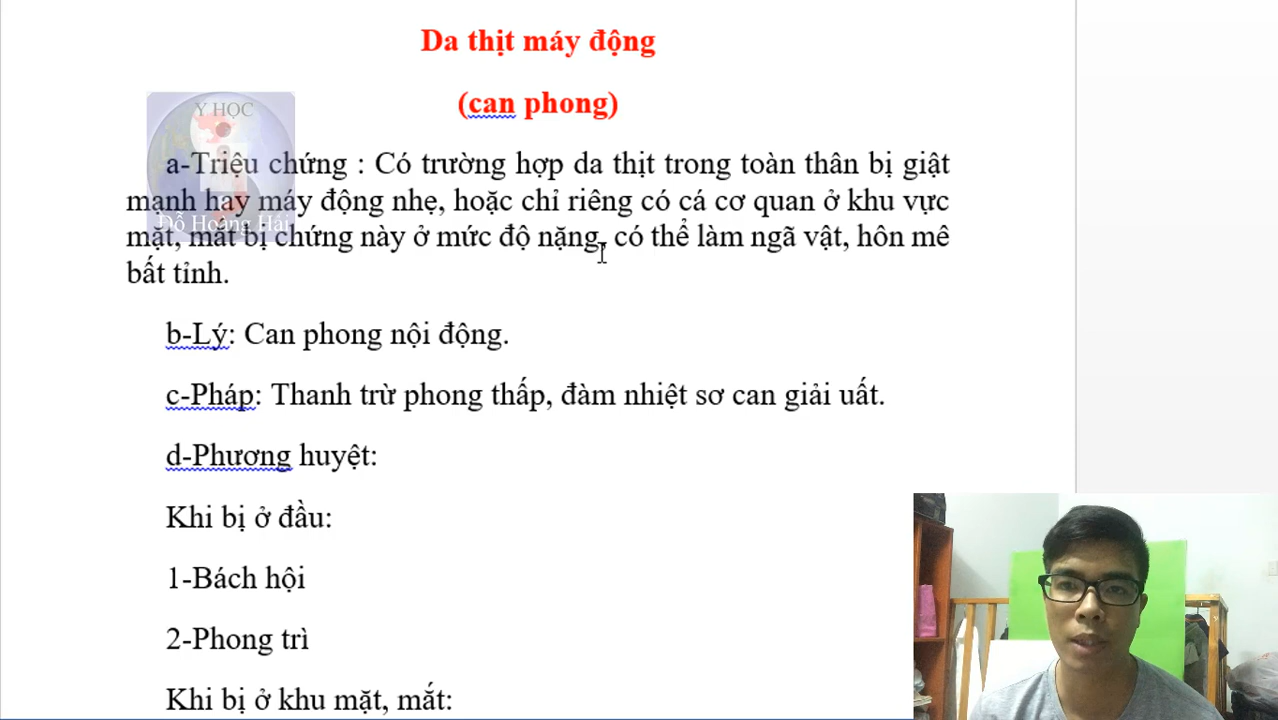 Da thịt máy động
(can phong)
Y HỌC
a-Triệu chứng : Có trường hợp da thịt trong toàn thân bị giật
mạnh hay máy động nhẹ, hoặc chỉ riêng có cá cơ quan ở khu vực
Đỗ Hoàng Hải
mặt, mắt bị chứng này ở mức độ nặng, có thể làm ngã vật, hôn mê
bất tỉnh.
b-Lý: Can phong nội động.
c-Pháp: Thanh trừ phong thấp, đàm nhiệt sơ can giải uất.
d-Phương huyệt:
Khi bị ở đầu:
1-Bách hội
2-Phong trì
Khi bị ở khu mặt, mắt: